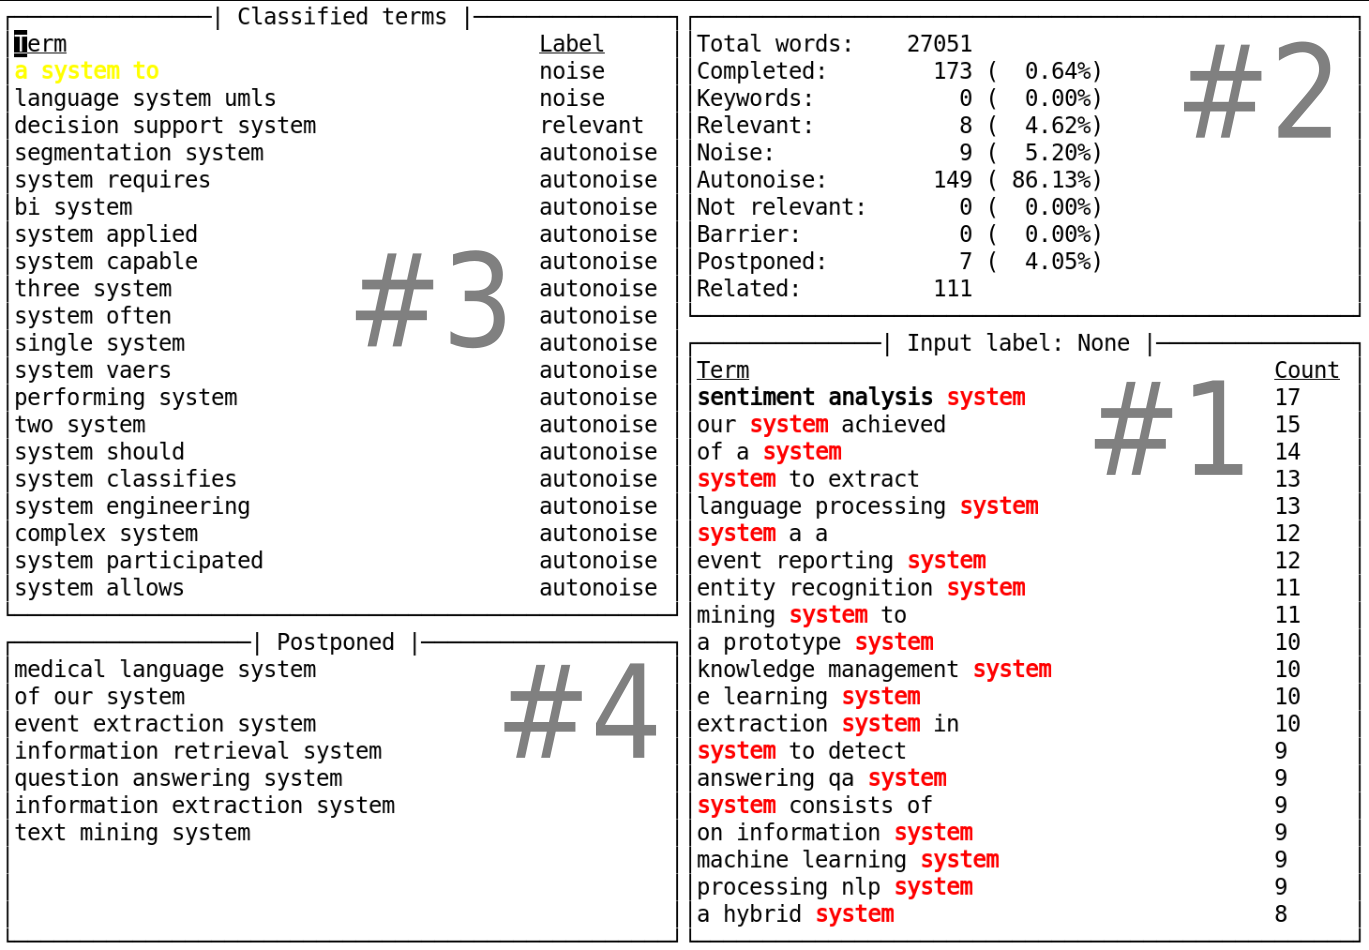 Classified terms
Term Label
a system to noise
language system umls noise
decision support system relevant
segmentation system autonoise
system requires autonoise
bi system autonoise
system applied autonoise
system capable autonoise
three system autonoise
system often autonoise
single system autonoise
system vaers autonoise
performing system autonoise
two system autonoise
system should autonoise
system classifies autonoise
system engineering autonoise
complex system autonoise
system participated autonoise
system allows autonoise
#3
Postponed
medical language system
of our system
event extraction system
information retrieval system
question answering system
information extraction system
text mining system
#4
Total words: 27051
Completed: 173 ( 0.64%)
Keywords: 0 ( 0.00%)
Relevant: 8 ( 4.62%)
Noise: 9 ( 5.20%)
Autonoise: 149 ( 86.13%)
Not relevant: 0 ( 0.00%)
Barrier: 0 ( 0.00%)
Postponed: 7 ( 4.05%)
Related: 111
#2
Input label: None
Term Count
sentiment analysis system 17
our system achieved 15
of a system 14
system to extract 13
language processing system 13
system a a 12
event reporting system 12
entity recognition system 11
mining system to 11
a prototype system 10
knowledge management system 10
e learning system 10
extraction system in 10
system to detect 9
answering qa system 9
system consists of 9
on information system 9
machine learning system 9
processing nlp system 9
a hybrid system 8
#1